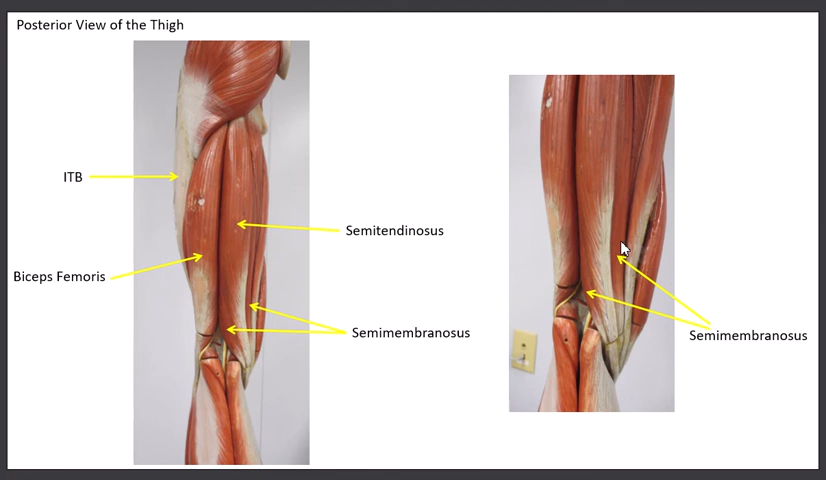 Posterior View of the Thigh
ITB
Semitendinosus
Biceps Femoris
Semimembranosus
Semimembranosus